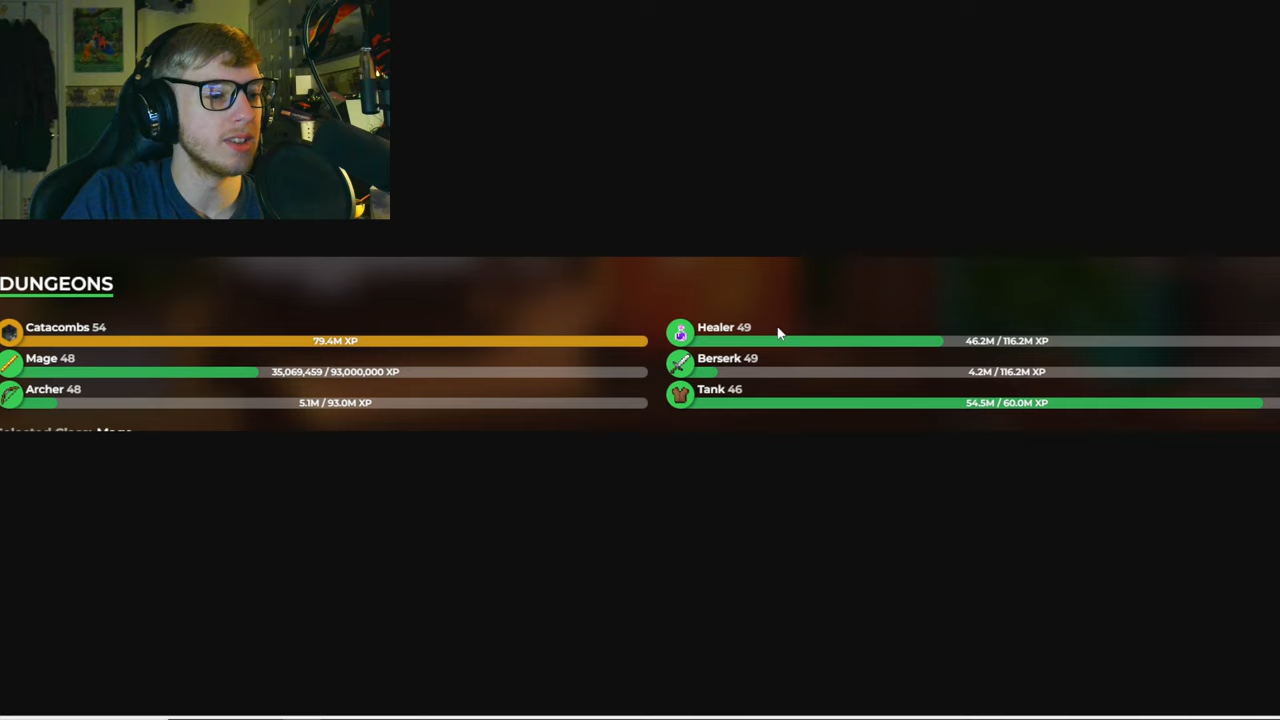 DUNGEONS
Catacombs 54
79.4M XP
Mage 48
35,069,459 / 93,000,000 XP
Archer 48
5.1M / 93.0M XP
Healer 49
46.2M / 116.2M XP
Berserk 49
4.2M / 116.2M XP
Tank 46
54.5M / 60.0M XP